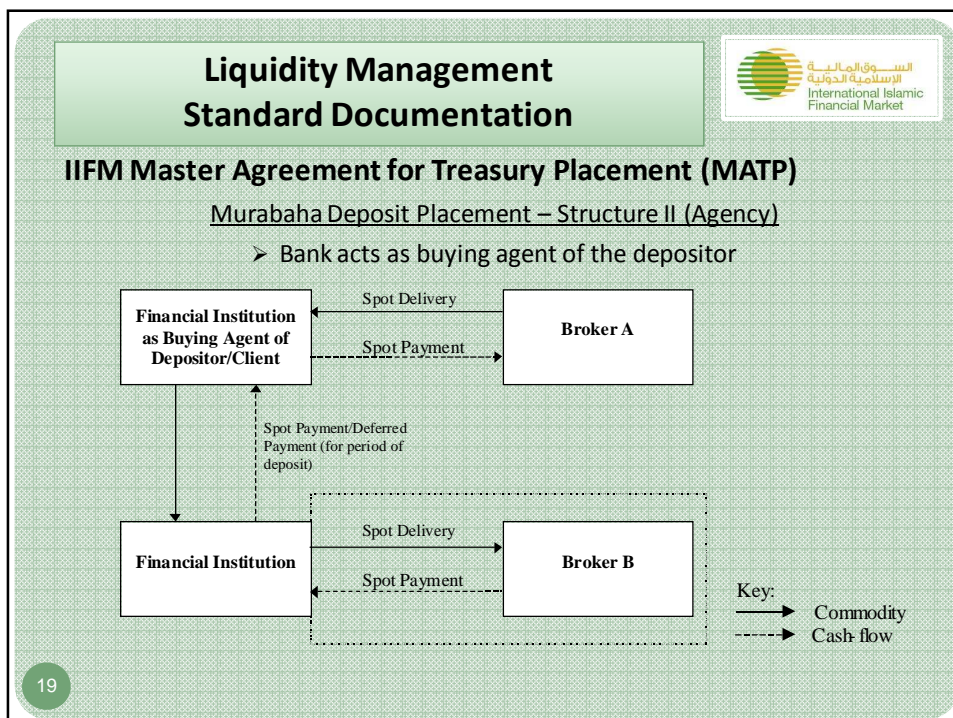 Liquidity Management
Standard Documentation
السوق المالية
الإسلامية الدولية
International Islamic
Financial Market
IIFM Master Agreement for Treasury Placement (MATP)
Murabaha Deposit Placement – Structure II (Agency)
➢ Bank acts as buying agent of the depositor
Financial Institution
as Buying Agent of
Depositor/Client
Spot Delivery
Spot Payment
Broker A
Spot Payment/Deferred
Payment (for period of
deposit)
Financial Institution
Spot Delivery
Spot Payment
Broker B
Key:
Commodity
Cash-flow
19